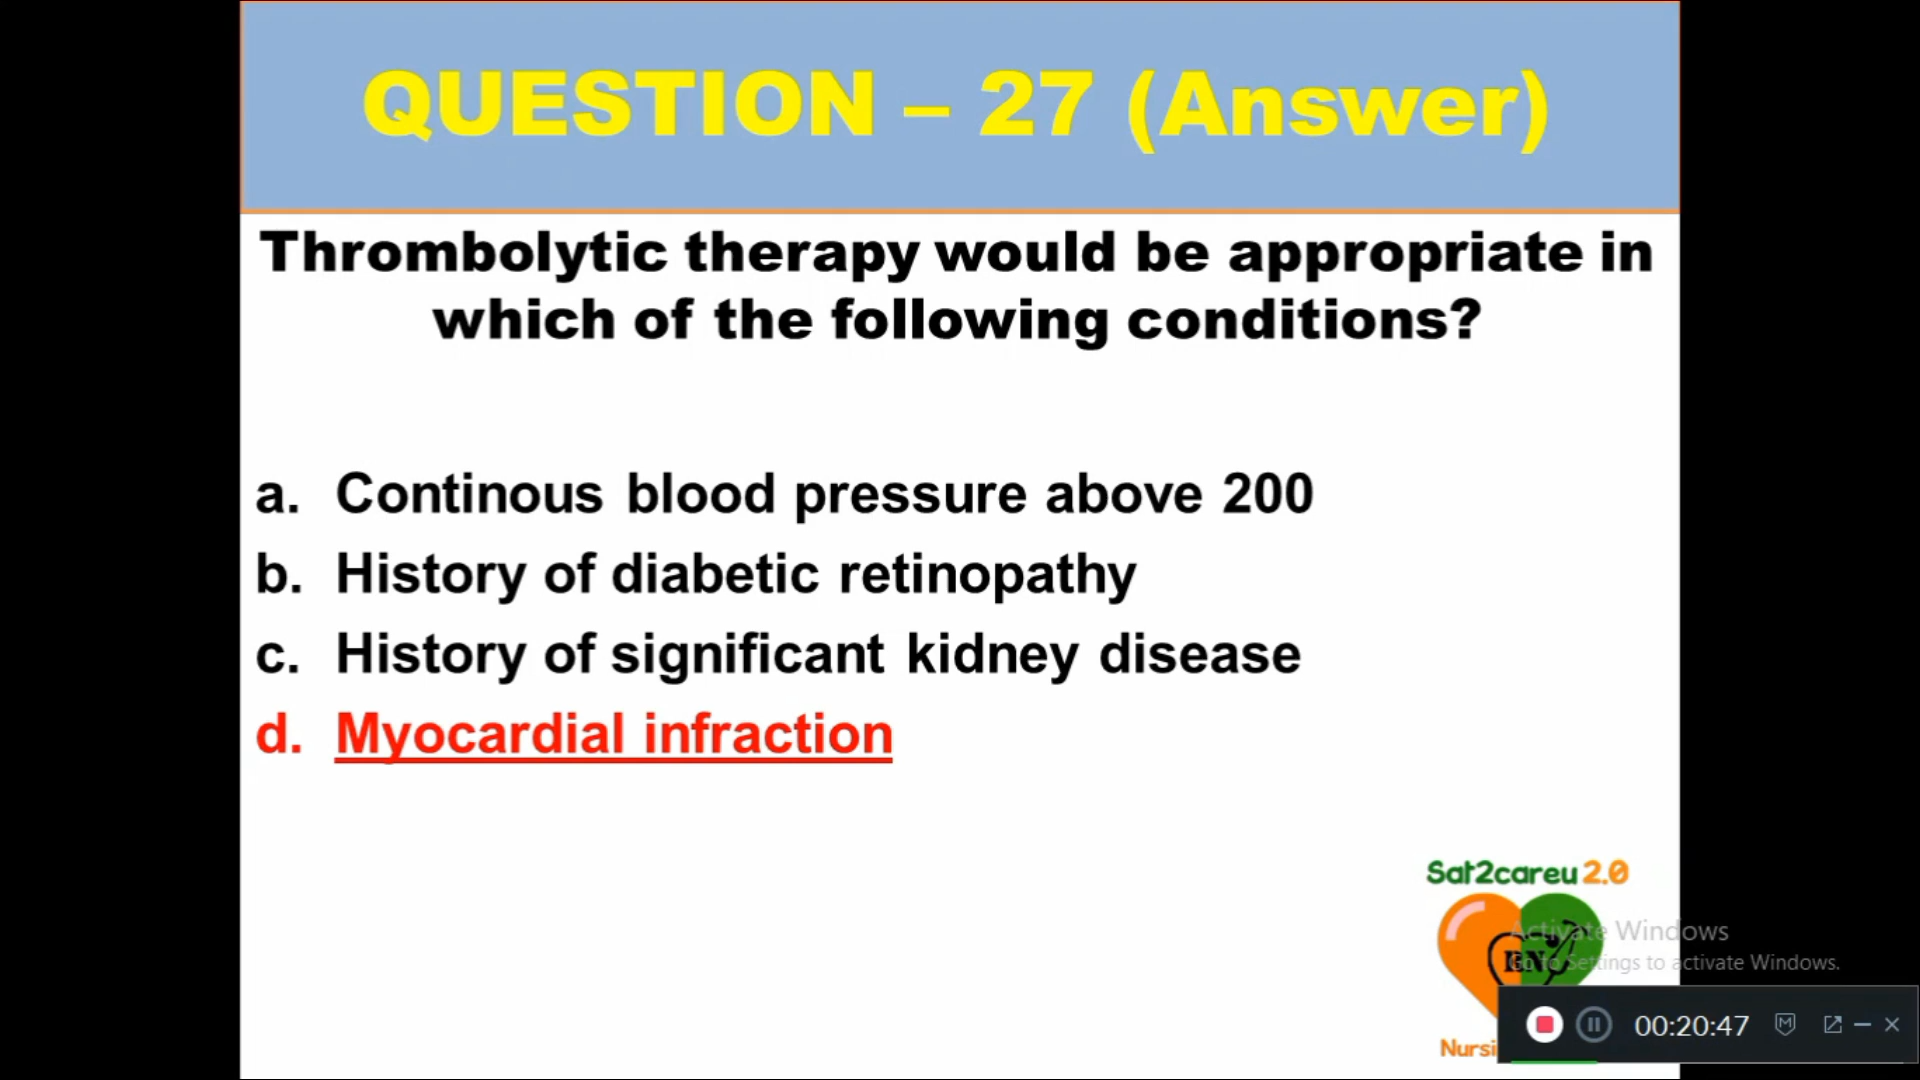 QUESTION – 27 (Answer)
Thrombolytic therapy would be appropriate in
which of the following conditions?
a. Continous blood pressure above 200
b. History of diabetic retinopathy
c. History of significant kidney disease
d. Myocardial infraction
Sat2careu 2.0
RN
Activate Windows
Go to Settings to activate Windows.
00:20:47